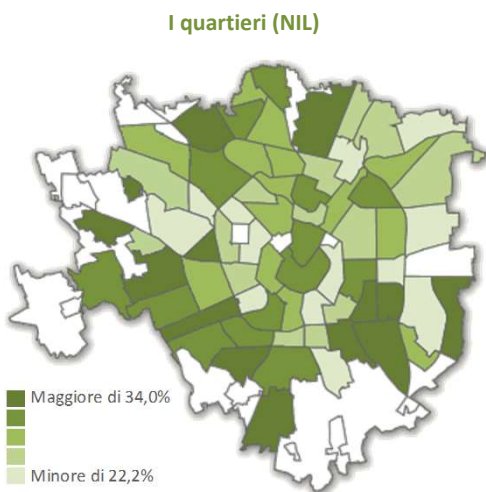 I quartieri (NIL)
Maggiore di 34,0%
Minore di 22,2%